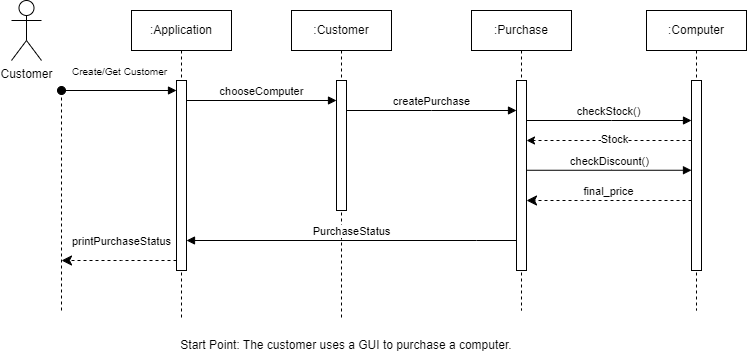 :Application
:Customer
:Purchase
:Computer
Customer
Create/Get Customer
chooseComputer
createPurchase
checkStock()
Stock
checkDiscount()
final_price
PurchaseStatus
printPurchaseStatus
Start Point: The customer uses a GUI to purchase a computer.